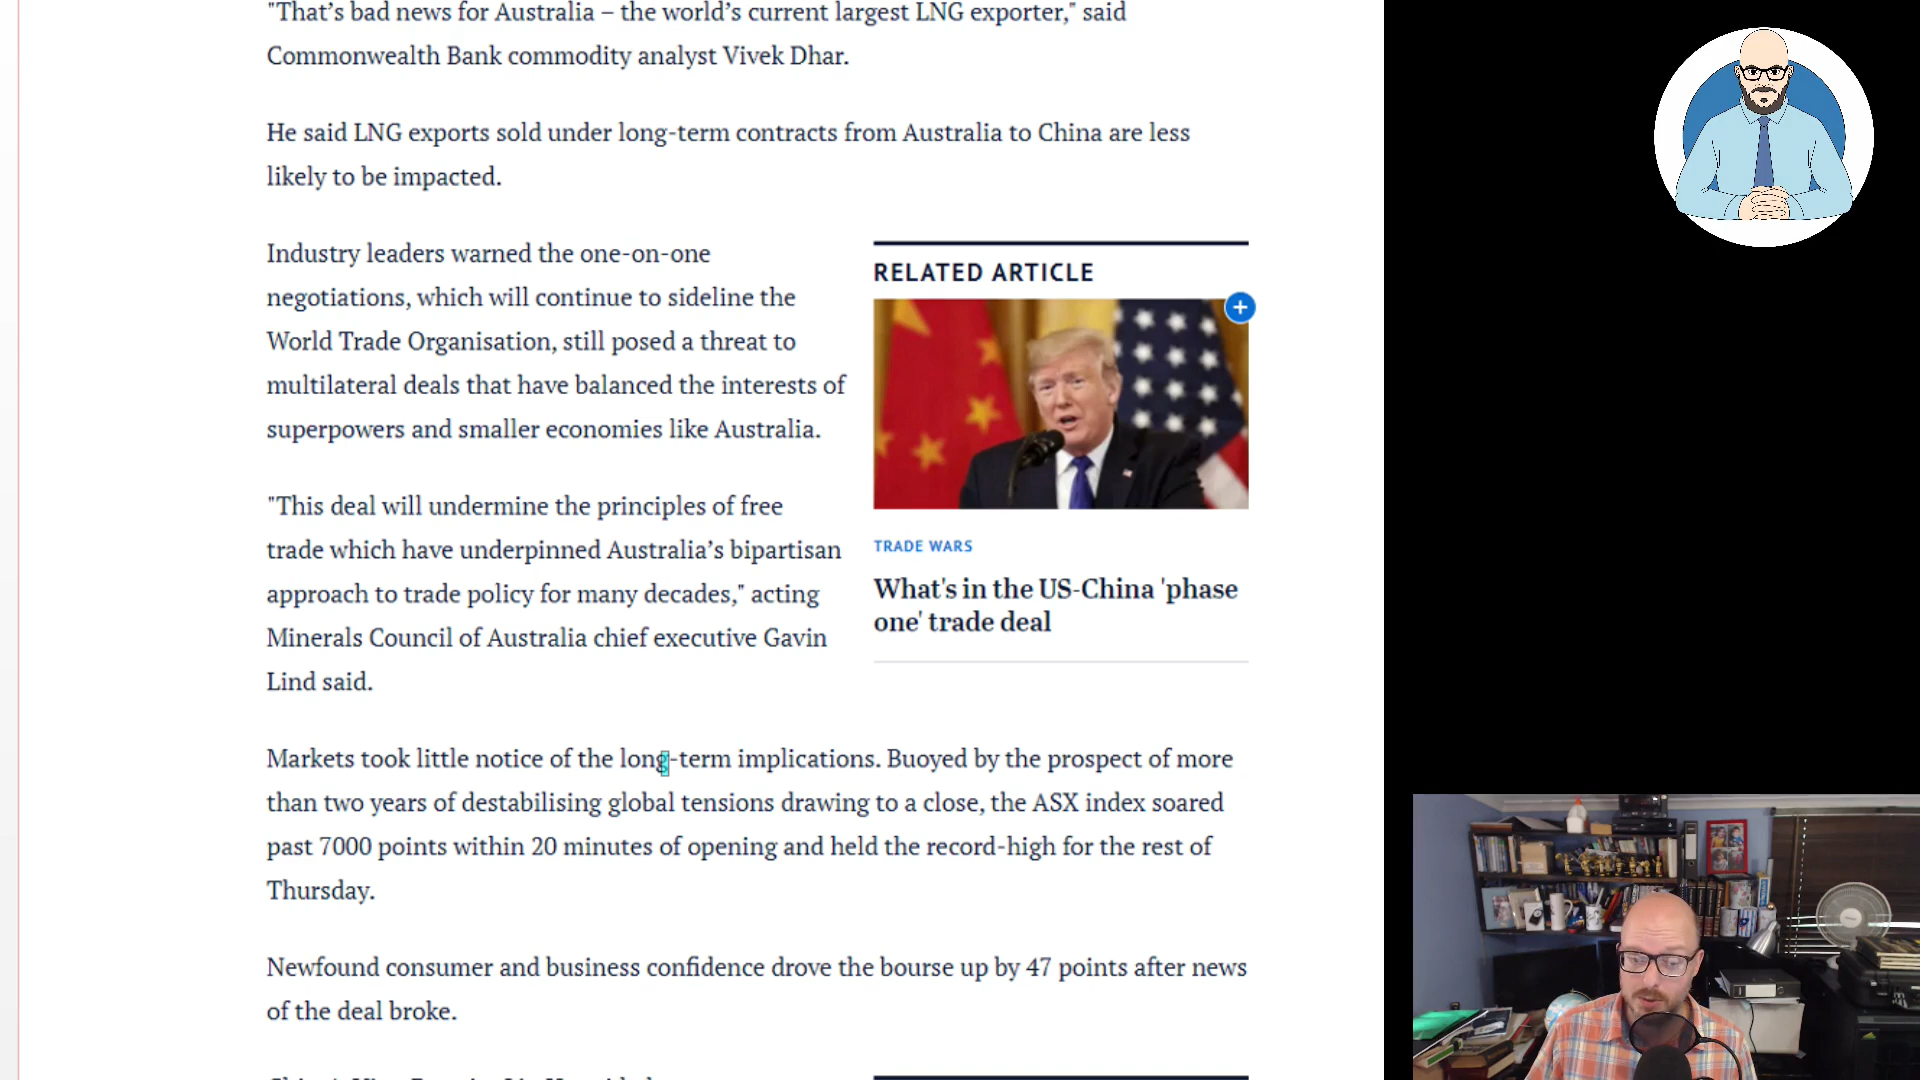 "That’s bad news for Australia – the world’s current largest LNG exporter," said
Commonwealth Bank commodity analyst Vivek Dhar.
He said LNG exports sold under long-term contracts from Australia to China are less
likely to be impacted.
Industry leaders warned the one-on-one
negotiations, which will continue to sideline the
World Trade Organisation, still posed a threat to
multilateral deals that have balanced the interests of
superpowers and smaller economies like Australia.
"This deal will undermine the principles of free
trade which have underpinned Australia’s bipartisan
approach to trade policy for many decades," acting
Minerals Council of Australia chief executive Gavin
Lind said.
RELATED ARTICLE
TRADE WARS
What's in the US-China 'phase
one' trade deal
Markets took little notice of the long-term implications. Buoyed by the prospect of more
than two years of destabilising global tensions drawing to a close, the ASX index soared
past 7000 points within 20 minutes of opening and held the record-high for the rest of
Thursday.
Newfound consumer and business confidence drove the bourse up by 47 points after news
of the deal broke.